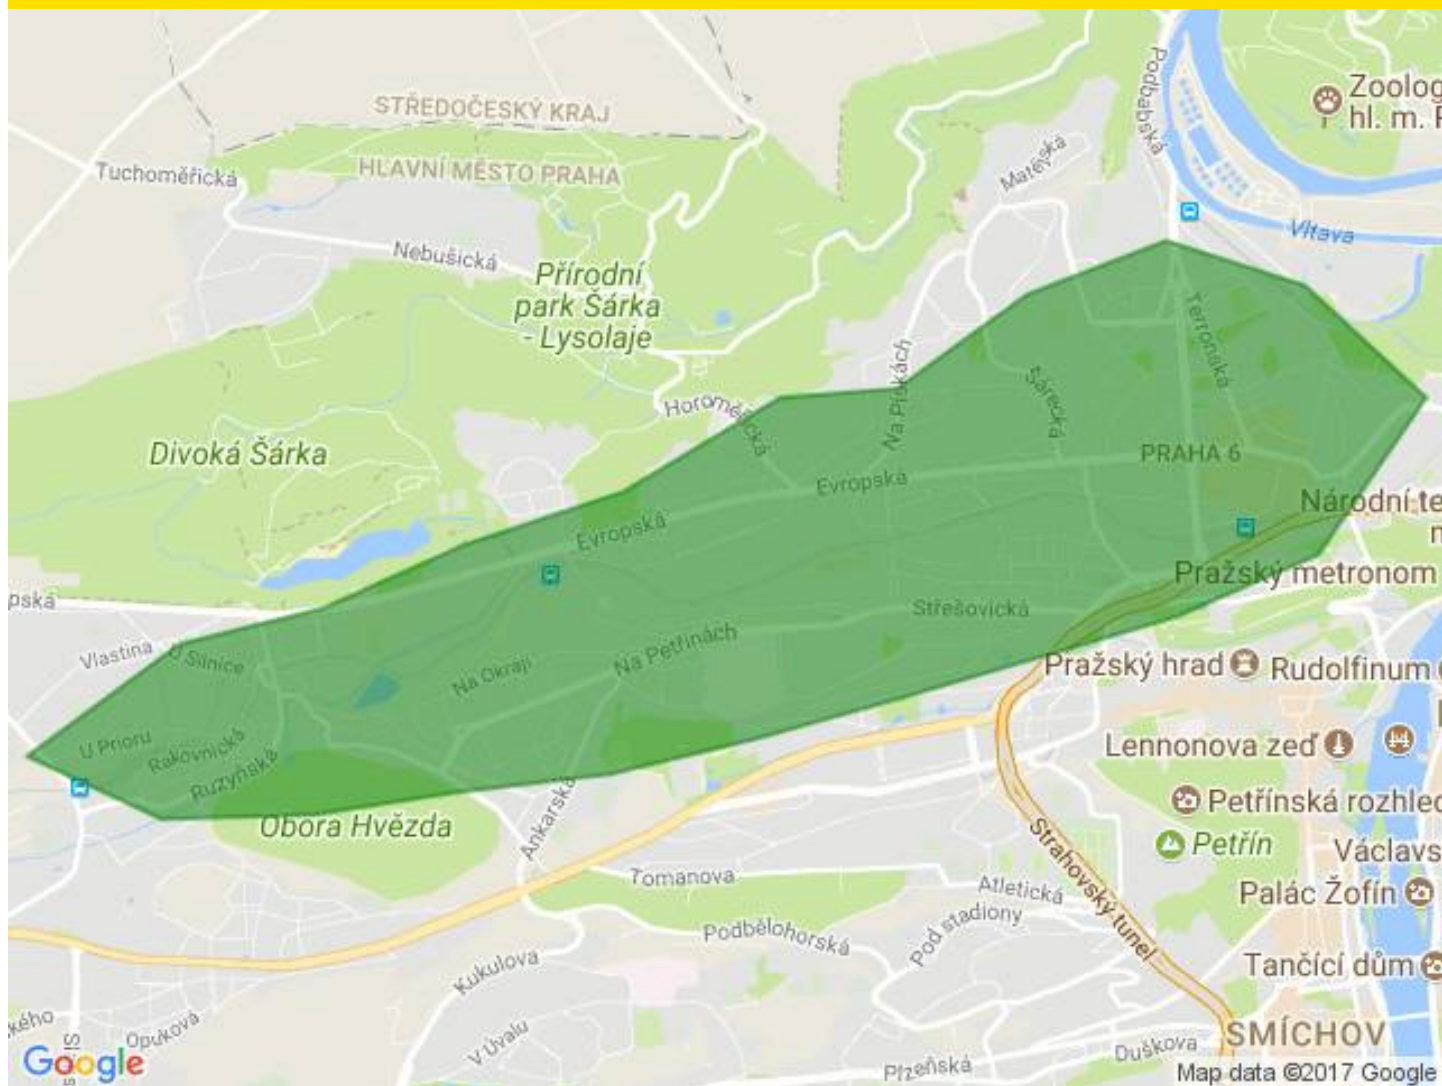 Podbabská
Zoolog
hl. m. P
STŘEDOČESKÝ KRAJ
Matějská
HLAVNÍ MĚSTO PRAHA
Tuchoměřická
Vltava
Nebušická
Přírodní
park Šárka
- Lysolaje
Terronská
Na Pískách
Šárecká
Horoměřická
Divoká Šárka
PRAHA 6
Evropská
Národní te
n
Evropská
Pražský metronom
pská
Střešovická
Vlastina
U Silnice
Na Petřinách
Na Okraji
Pražský hrad
Rudolfinum
U Prioru
Rakovnická
Ruzyňská
Lennonova zeď
Petřínská rozhled
Ankarská
Obora Hvězda
Petřín
Václavs
Strahovský tunel
Tomanova
Atletická
Palác Žofín
Pod stadiony
Podbělohorská
Kukulova
Tančící dům
kého
Opuková
V Úvalu
SMÍCHOV
Duškova
Plzeňská
Google
Map data ©2017 Google